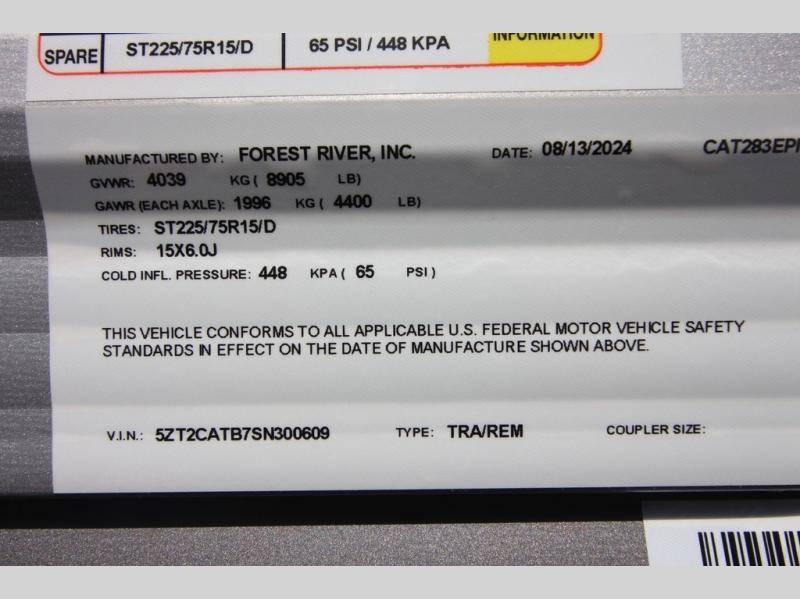 SPARE ST225/75R15/D 65 PSI / 448 KPA INFORMATION
MANUFACTURED BY: FOREST RIVER, INC. DATE: 08/13/2024 CAT283EP
GVWR: 4039 KG ( 8905 LB)
GAWR (EACH AXLE): 1996 KG ( 4400 LB)
TIRES: ST225/75R15/D
RIMS: 15X6.0J
COLD INFL. PRESSURE: 448 KPA ( 65 PSI )
THIS VEHICLE CONFORMS TO ALL APPLICABLE U.S. FEDERAL MOTOR VEHICLE SAFETY
STANDARDS IN EFFECT ON THE DATE OF MANUFACTURE SHOWN ABOVE.
V.I.N.: 5ZT2CATB7SN300609 TYPE: TRA/REM COUPLER SIZE: